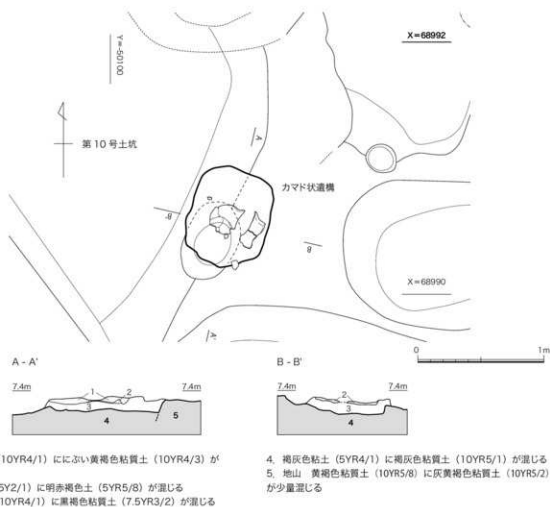 X=68992
Y=-50100
第10号土坑
A
カマド状遺構
B'
B
X=68990
A'
A - A'
B - B'
0
1m
7.4m
1
2
7.4m
3
4
5
7.4m
2
7.4m
3
4
10YR4/1）ににぶい黄褐色粘質土（10YR4/3）が
5Y2/1）に明赤褐色土（5YR5/8）が混じる
10YR4/1）に黒褐色粘質土（7.5YR3/2）が混じる
4．褐灰色粘土（5YR4/1）に褐灰色粘質土（10YR5/1）が混じる
5．地山　黄褐色粘質土（10YR5/8）に灰黄褐色粘質土（10YR5/2）
が少量混じる